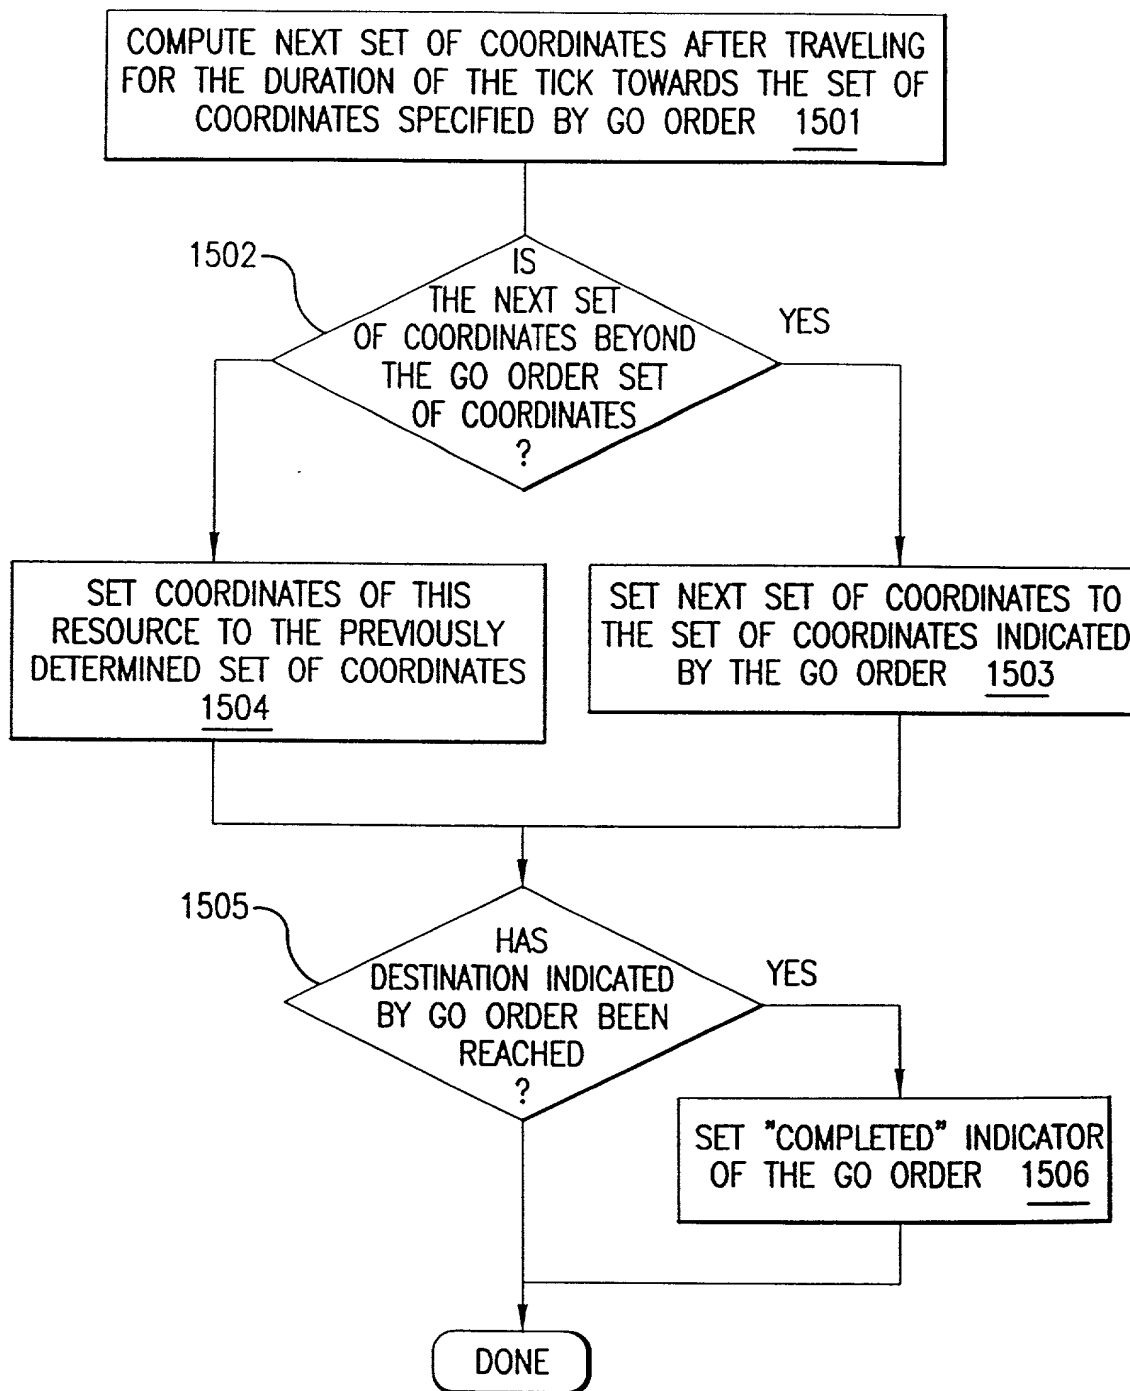 COMPUTE NEXT SET OF COORDINATES AFTER TRAVELING
FOR THE DURATION OF THE TICK TOWARDS THE SET OF
COORDINATES SPECIFIED BY GO ORDER 1501
1502
IS
THE NEXT SET
OF COORDINATES BEYOND
THE GO ORDER SET
OF COORDINATES
?
YES
SET COORDINATES OF THIS
RESOURCE TO THE PREVIOUSLY
DETERMINED SET OF COORDINATES
1504
SET NEXT SET OF COORDINATES TO
THE SET OF COORDINATES INDICATED
BY THE GO ORDER 1503
1505
HAS
DESTINATION INDICATED
BY GO ORDER BEEN
REACHED
?
YES
SET "COMPLETED" INDICATOR
OF THE GO ORDER 1506
DONE